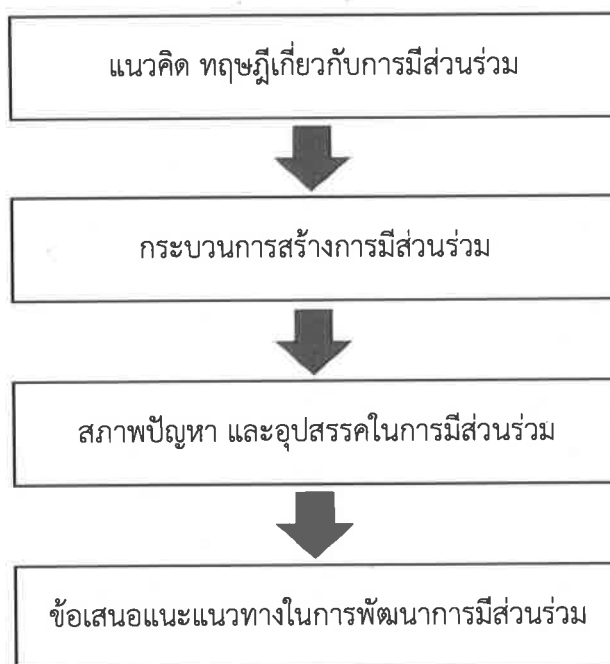 แนวคิด ทฤษฎีเกี่ยวกับการมีส่วนร่วม
กระบวนการสร้างการมีส่วนร่วม
สภาพปัญหา และอุปสรรคในการมีส่วนร่วม
ข้อเสนอแนะแนวทางในการพัฒนาการมีส่วนร่วม